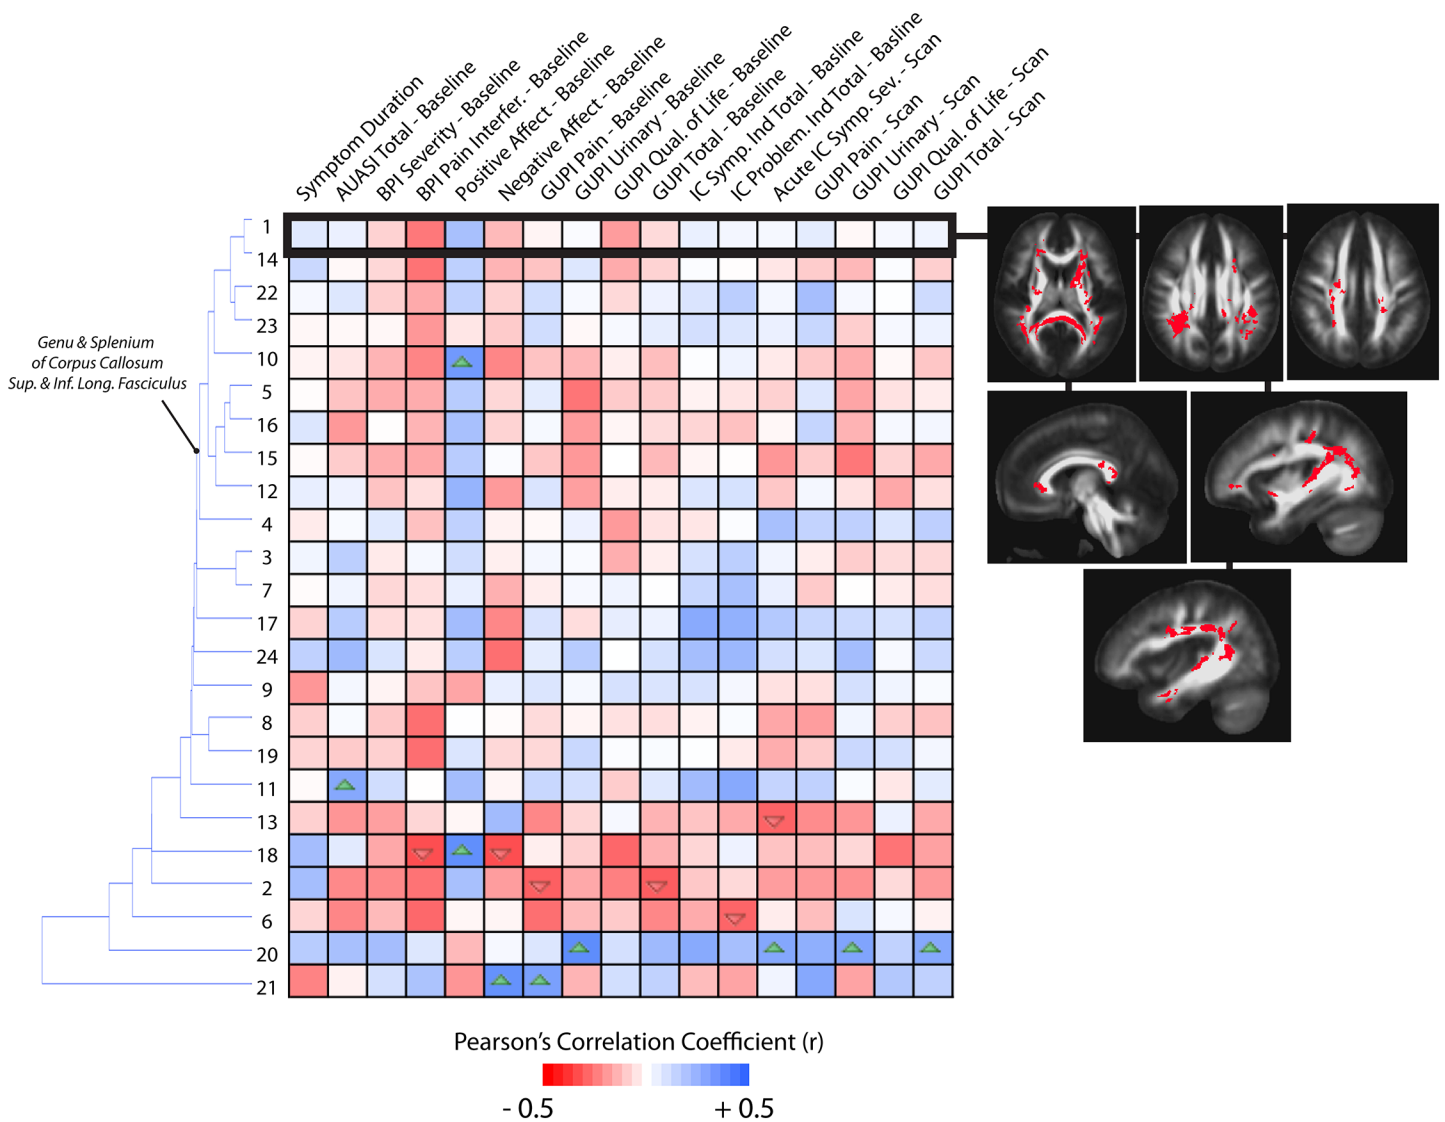 Symptom Duration
AUASI Total - Baseline
BPI Severity - Baseline
BPI Pain Interfer. - Baseline
Positive Affect - Baseline
Negative Affect - Baseline
GUPI Pain - Baseline
GUPI Urinary - Baseline
GUPI Qual. of Life - Baseline
GUPI Total - Baseline
IC Symp. Ind Total - Basline
IC Problem. Ind Total - Basline
Acute IC Symp. Sev. - Scan
GUPI Pain - Scan
GUPI Urinary - Scan
GUPI Qual. of Life - Scan
GUPI Total - Scan
1
14
22
23
Genu & Splenium
of Corpus Callosum
Sup. & Inf. Long. Fasciculus
10
5
16
15
12
4
3
7
17
24
9
8
19
11
13
18
2
6
20
21
Pearson's Correlation Coefficient (r)
- 0.5
+ 0.5